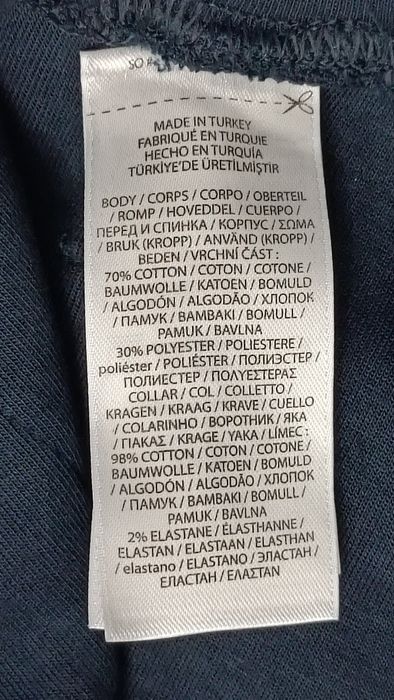 MADE IN TURKEY
FABRIQUÉ EN TURQUIE
HECHO EN TURQUÍA
TÜRKİYE'DE ÜRETİLMİŞTİR
BODY / CORPS / CORPO / OBERTEIL
/ ROMP / HOVEDDEL / CUERPO /
ПЕРЕД И СПИНКА / КОРПУС / ΣΩΜΑ
/ BRUK (KROPP) / ANVÄND (KROPP) /
BEDEN / VRCHNÍ ČÁST :
70% COTTON / COTON / COTONE /
BAUMWOLLE / KATOEN / BOMULD
/ ALGODÓN / ALGODÃO / ХЛОПОК
/ ПАМУК / ΒΑΜΒΑΚΙ / BOMULL /
PAMUK / BAVLNA
30% POLYESTER / POLIESTERE /
poliéster / POLIÉSTER / ПОЛИЭСТЕР /
ПОЛИЕСТЕР / ΠΟΛΥΕΣΤΕΡΑΣ
COLLAR / COL / COLLETTO /
KRAGEN / KRAAG / KRAVE / CUELLO
/ COLARINHO / ВОРОТНИК / ЯКА
/ ΓΙΑΚΑΣ / KRAGE / YAKA / LÍMEC :
98% COTTON / COTON / COTONE /
BAUMWOLLE / KATOEN / BOMULD
/ ALGODÓN / ALGODÃO / ХЛОПОК
/ ПАМУК / ΒΑΜΒΑΚΙ / BOMULL /
PAMUK / BAVLNA
2% ELASTANE / ÉLASTHANNE /
ELASTAN / ELASTAAN / ELASTHAN
/ elastano / ELASTANO / ЭЛАСТАН /
ЕЛАСТАН / ΕΛΑΣΤΑΝ